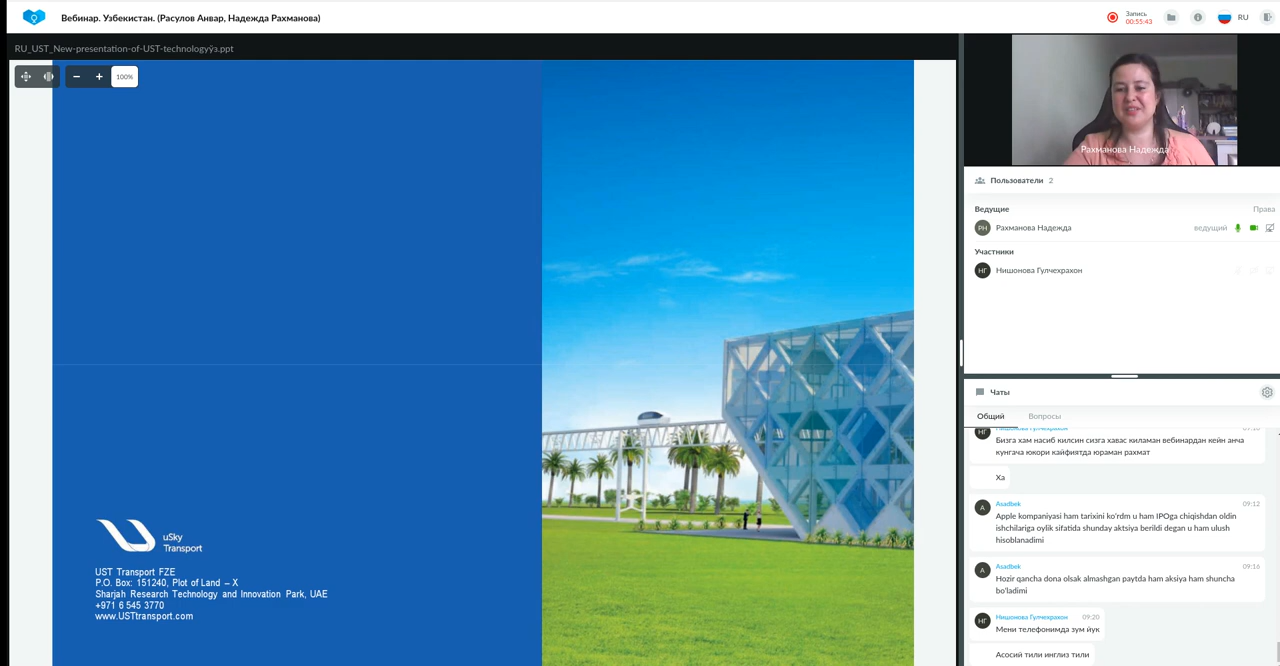 Вебинар. Узбекистан. (Расулов Анвар, Надежда Рахманова)
Запись
00:55:43
RU
RU_UST_New-presentation-of-UST-technologyўз.ppt
100%
uSky
Transport
UST Transport FZE
P.O. Box: 151240, Plot of Land – X
Sharjah Research Technology and Innovation Park, UAE
+971 6 545 3770
www.USTtransport.com
Рахманова Надежда
Пользователи 2
Ведущие Права
РН Рахманова Надежда ведущий
Участники
НГ Нишонова Гулчехрахон
Чаты
Общий Вопросы
НГ
Бизга хам насиб килсин сизга хавас киламан вебинардан кейн анча
кунгача юкори кайфиятда юраман рахмат
Ха
A Asadbek 09:12
Apple kompaniyasi ham tarixini ko'rdm u ham IPOga chiqishdan oldin
ishchilariga oylik sifatida shunday aktsiya berildi degan u ham ulush
hisoblanadimi
A Asadbek 09:16
Hozir qancha dona olsak almashgan paytda ham aksiya ham shuncha
bo'ladimi
НГ Нишонова Гулчехрахон 09:20
Мени телефонимда зум йук
Асосий тили инглиз тили